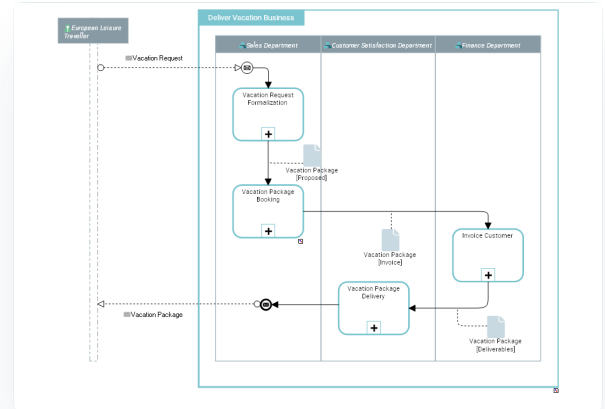 Deliver Vacation Business
European Leisure
Traveller
Sales Department
Customer Satisfaction Department
Finance Department
Vacation Request
Vacation Request
Formalization
Vacation Package
[Proposed]
Vacation Package
Booking
Invoice Customer
Vacation Package
[Invoice]
Vacation Package
Delivery
Vacation Package
Vacation Package
[Deliverables]